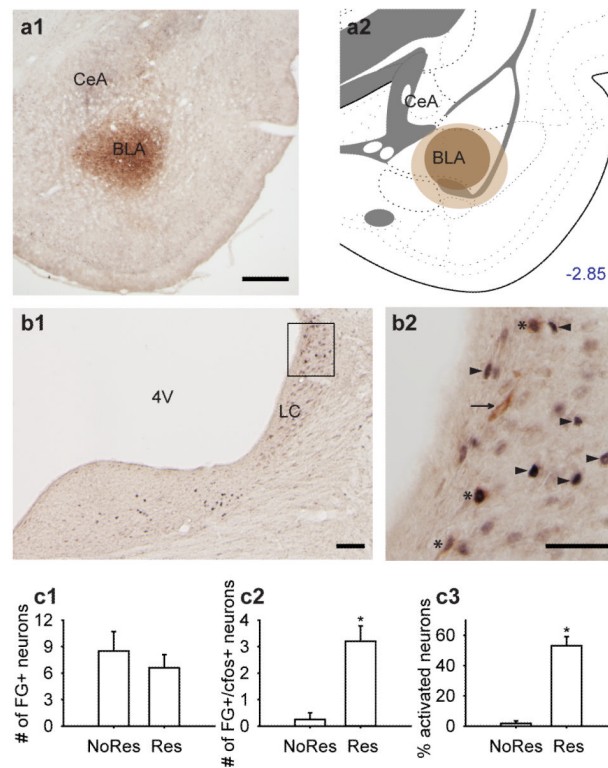 a1
CeA
BLA
a2
CeA
BLA
-2.85
b1
4V
LC
b2
*
*
*
c1
# of FG+ neurons
12
9
6
3
0
NoRes Res
c2
# of FG+/cfos+ neurons
4
3
2
1
0
*
NoRes Res
c3
% activated neurons
60
40
20
0
*
NoRes Res